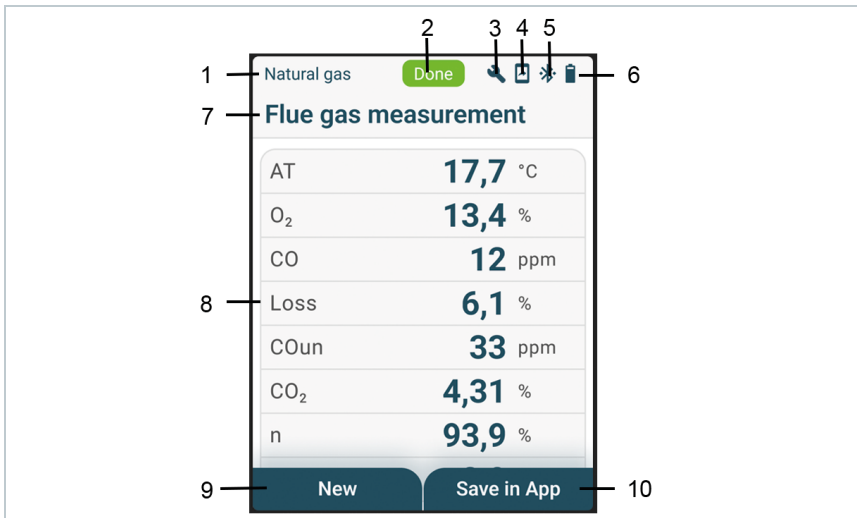 2 3 4 5
1 Natural gas Done 6
7 Flue gas measurement
AT 17,7 °C
O₂ 13,4 %
CO 12 ppm
8 Loss 6,1 %
COun 33 ppm
CO₂ 4,31 %
n 93,9 %
9 New Save in App 10